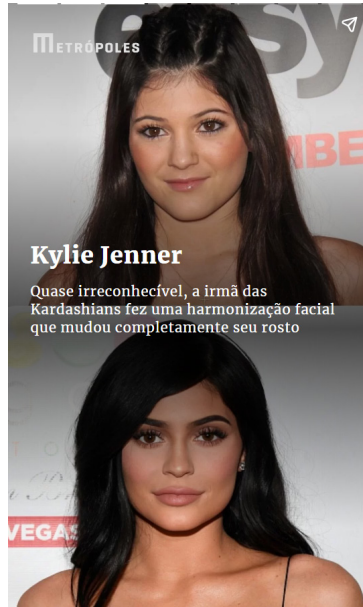 METRÓPOLES
Kylie Jenner
Quase irreconhecível, a irmã das
Kardashians fez uma harmonização facial
que mudou completamente seu rosto
VEGAS